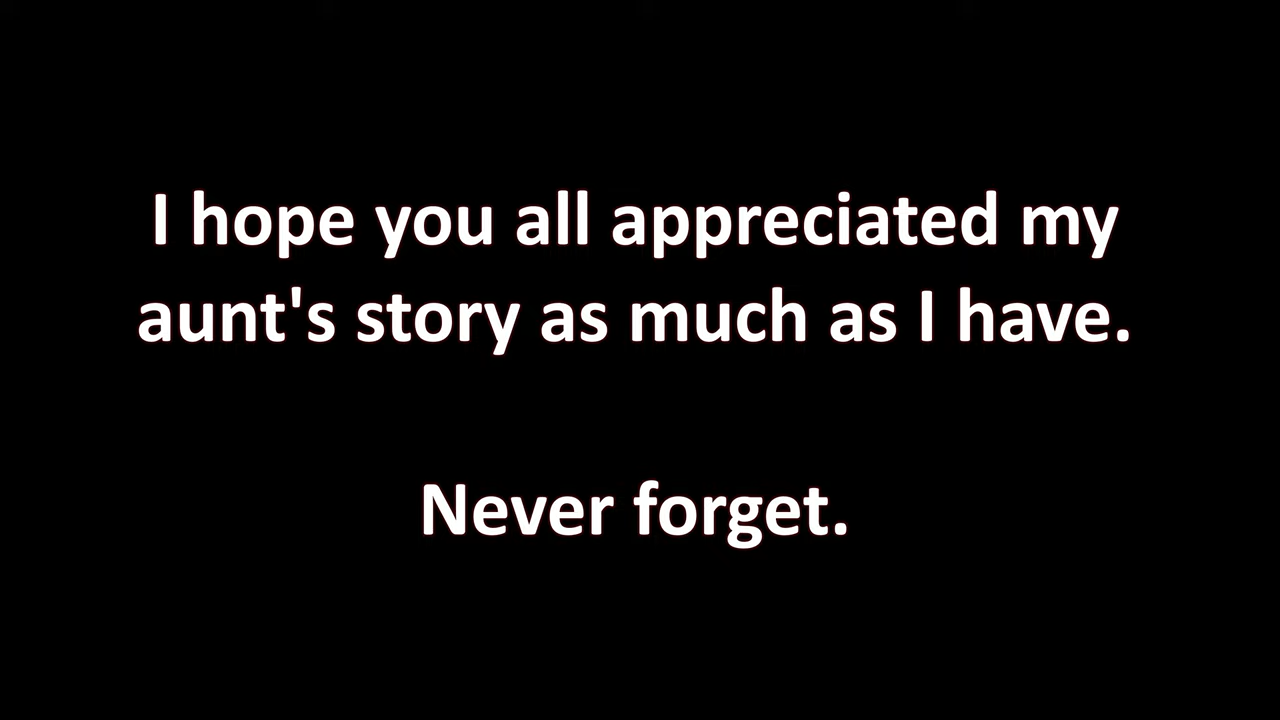 I hope you all appreciated my
aunt's story as much as I have.
Never forget.